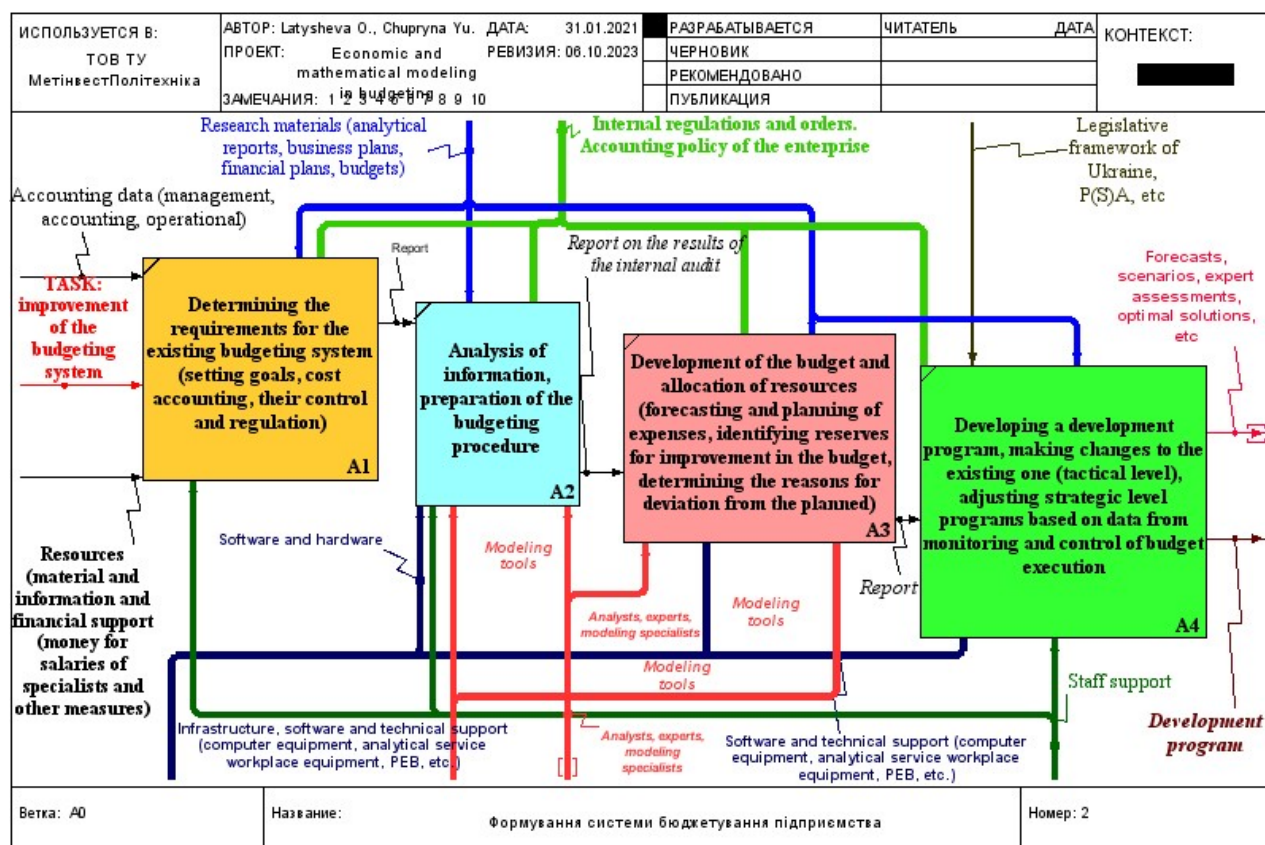 ИСПОЛЬЗУЕТСЯ В:
ТОВ ТУ
МетінвестПолітехніка
АВТОР: Latysheva O., Chupryna Yu.
ДАТА: 31.01.2021
ПРОЕКТ: Economic and
mathematical modeling
in budgeting
РЕВИЗИЯ: 06.10.2023
ЗАМЕЧАНИЯ: 1 2 3 4 5 6 7 8 9 10
РАЗРАБАТЫВАЕТСЯ
ЧЕРНОВИК
РЕКОМЕНДОВАНО
ПУБЛИКАЦИЯ
ЧИТАТЕЛЬ
ДАТА
КОНТЕКСТ:
Research materials (analytical
reports, business plans,
financial plans, budgets)
Internal regulations and orders.
Accounting policy of the enterprise
Legislative
framework of
Ukraine,
P(S)A, etc
Accounting data (management,
accounting, operational)
Report
Report on the results of
the internal audit
Forecasts,
scenarios, expert
assessments,
optimal solutions,
etc
TASK:
improvement
of the
budgeting
system
Determining the
requirements for the
existing budgeting system
(setting goals, cost
accounting, their control
and regulation)
A1
Analysis of
information,
preparation of the
budgeting
procedure
A2
Development of the budget and
allocation of resources
(forecasting and planning of
expenses, identifying reserves
for improvement in the budget,
determining the reasons for
deviation from the planned)
A3
Developing a development
program, making changes to the
existing one (tactical level),
adjusting strategic level
programs based on data from
monitoring and control of budget
execution
A4
Resources
(material and
information and
financial support
(money for
salaries of
specialists and
other measures)
Software and hardware
Modeling
tools
Analysts, experts,
modeling specialists
Modeling
tools
Report
Modeling
tools
Staff support
Development
program
Infrastructure, software and technical support
(computer equipment, analytical service
workplace equipment, PEB, etc.)
Analysts, experts,
modeling
specialists
Software and technical support (computer
equipment, analytical service workplace
equipment, PEB, etc.)
Ветка: A0
Название:
Формування системи бюджетування підприємства
Номер: 2